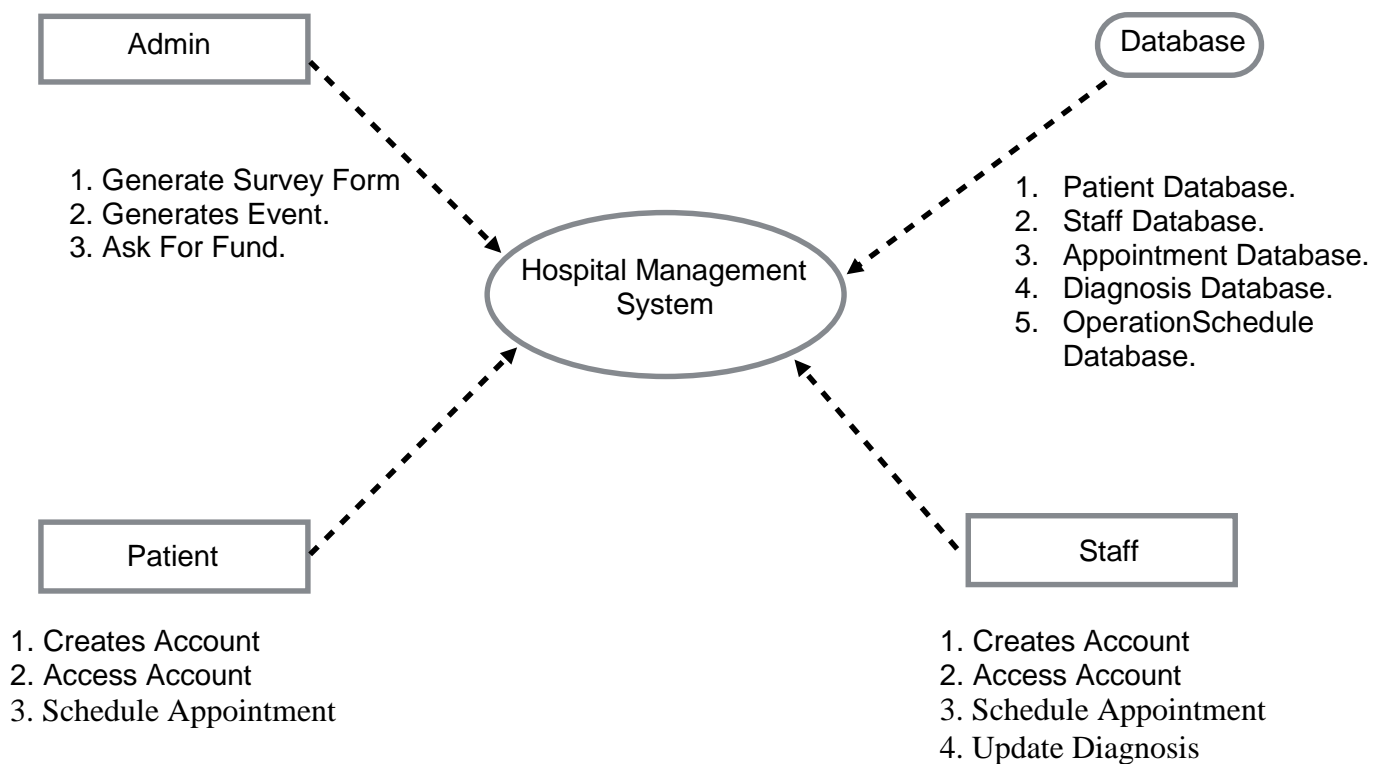 Admin
Database
1. Generate Survey Form
2. Generates Event.
3. Ask For Fund.
1. Patient Database.
2. Staff Database.
3. Appointment Database.
4. Diagnosis Database.
5. OperationSchedule
Database.
Hospital Management
System
Patient
Staff
1. Creates Account
2. Access Account
3. Schedule Appointment
1. Creates Account
2. Access Account
3. Schedule Appointment
4. Update Diagnosis